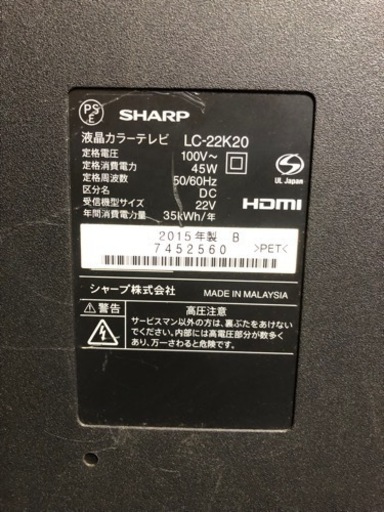 PS
E
SHARP
液晶カラーテレビ LC-22K20
定格電圧 100V~
定格消費電力 45W
定格周波数 50/60Hz
区分名 DC
受信機型サイズ 22V
年間消費電力量 35kWh/年
UL Japan
HDMI
2015年製 B
7452560
>PET<
シャープ株式会社 MADE IN MALAYSIA
⚠警告 高圧注意
サービスマン以外の方は、裏ぶたをあけない
でください。内部には高電圧部分が数多く
あり、万一さわると危険です。